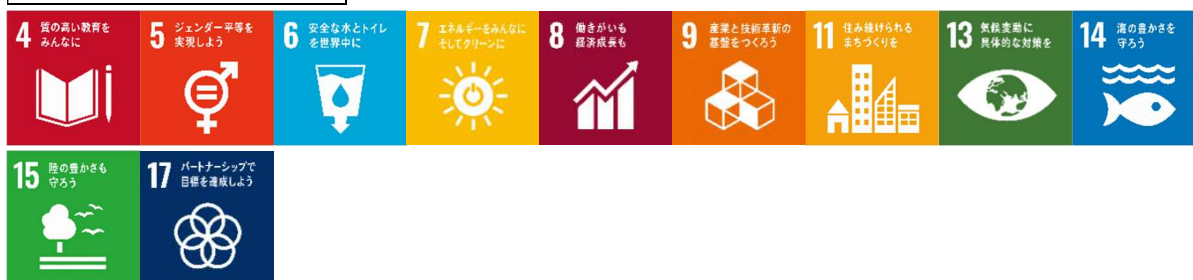 4 質の高い教育を
みんなに
5 ジェンダー平等を
実現しよう
6 安全な水とトイレ
を世界中に
7 エネルギーをみんなに
そしてクリーンに
8 働きがいも
経済成長も
9 産業と技術革新の
基盤をつくろう
11 住み続けられる
まちづくりを
13 気候変動に
具体的な対策を
14 海の豊かさを
守ろう
15 陸の豊かさも
守ろう
17 パートナーシップで
目標を達成しよう